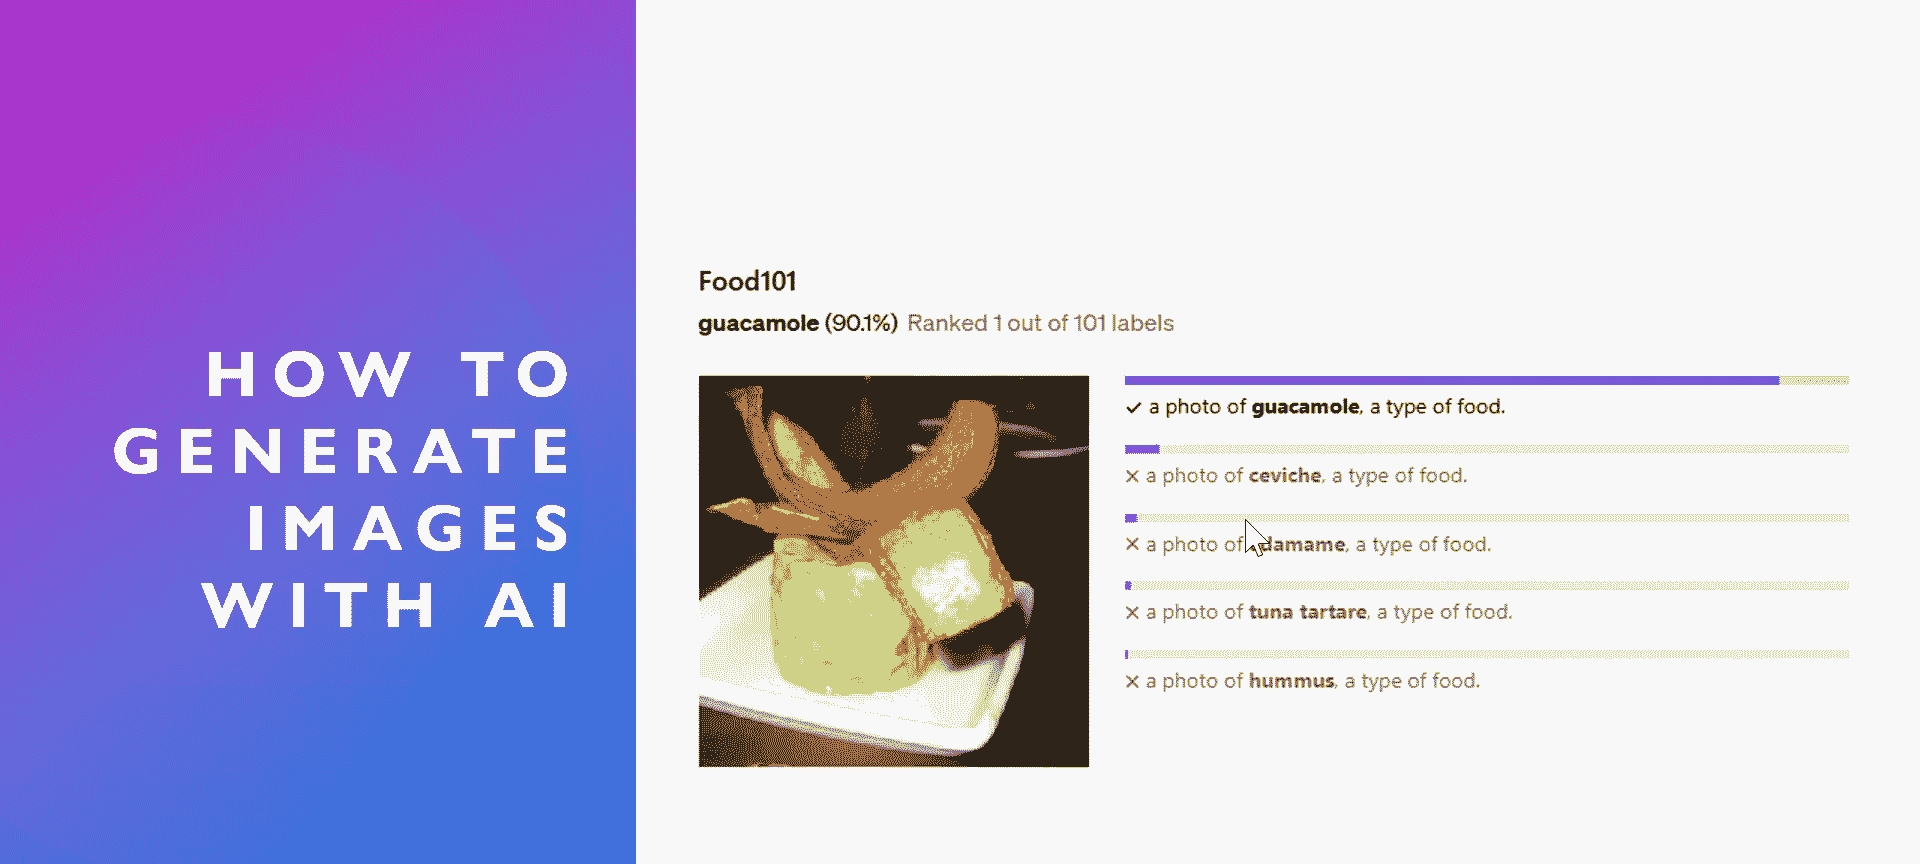 HOW TO
GENERATE
IMAGES
WITH AI
Food101
guacamole (90.1%) Ranked 1 out of 101 labels
✓ a photo of guacamole, a type of food.
× a photo of ceviche, a type of food.
× a photo of damame, a type of food.
× a photo of tuna tartare, a type of food.
× a photo of hummus, a type of food.